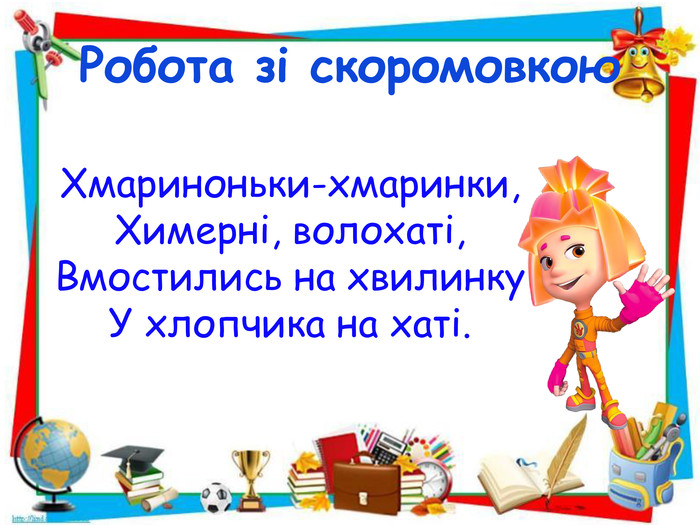 Робота зі скоромовкою
Хмариноньки-хмаринки,
Химерні, волохаті,
Вмостились на хвилинку
У хлопчика на хаті.